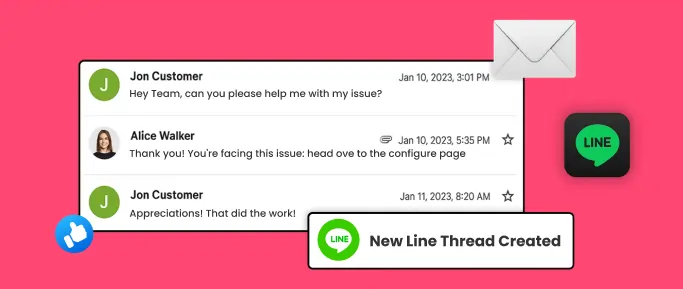 Jon Customer
Jan 10, 2023, 3:01 PM
J
Hey Team, can you please help me with my issue?
Alice Walker
Jan 10, 2023, 5:35 PM
Thank you! You're facing this issue: head ove to the configure page
Jon Customer
Jan 11, 2023, 8:20 AM
J
Appreciations! That did the work!
LINE
LINE
New Line Thread Created